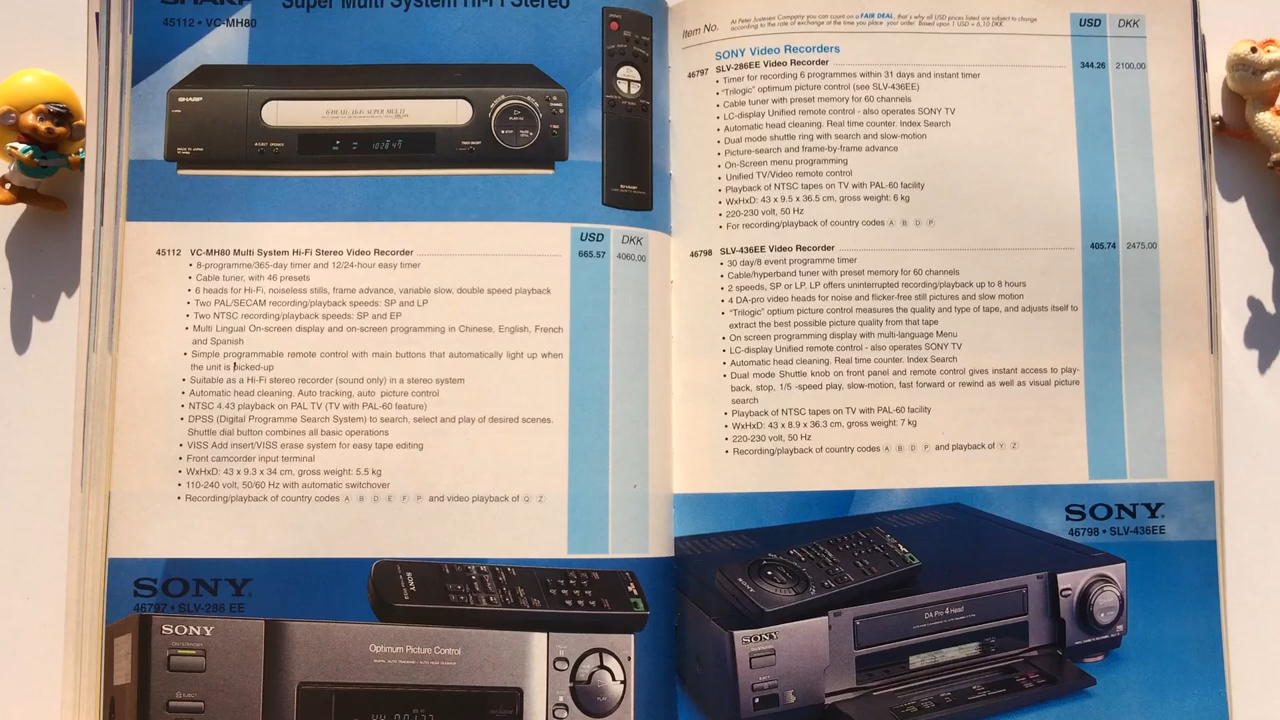 SHARP Super Multi System Hi-Fi Stereo
45112 • VC-MH80
SHARP
USD DKK
45112 VC-MH80 Multi System Hi-Fi Stereo Video Recorder 665.57 4060,00
• 8-programme/365-day timer and 12/24-hour easy timer
• Cable tuner, with 46 presets
• 6 heads for Hi-Fi, noiseless stills, frame advance, variable slow, double speed playback
• Two PAL/SECAM recording/playback speeds: SP and LP
• Two NTSC recording/playback speeds: SP and EP
• Multi Lingual On-screen display and on-screen programming in Chinese, English, French
and Spanish
• Simple programmable remote control with main buttons that automatically light up when
the unit is picked-up
• Suitable as a Hi-Fi stereo recorder (sound only) in a stereo system
• Automatic head cleaning. Auto tracking, auto picture control
• NTSC 4.43 playback on PAL TV (TV with PAL-60 feature)
• DPSS (Digital Programme Search System) to search, select and play of desired scenes.
Shuttle dial button combines all basic operations
• VISS Add insert/VISS erase system for easy tape editing
• Front camcorder input terminal
• WxHxD: 43 x 9.3 x 34 cm, gross weight: 5.5 kg
• 110-240 volt, 50/60 Hz with automatic switchover
• Recording/playback of country codes A B D E F P and video playback of Q Z
SONY
46797 • SLV-286 EE
SONY
Optimum Picture Control
EJECT
PLAY
SONY
Item No. At Peter Justesen Company you can count on a FAIR DEAL, that's why all USD prices listed are subject to change
according to the rate of exchange at the time you place your order. Based upon 1 USD = 6,10 DKK
USD DKK
SONY Video Recorders
46797 SLV-286EE Video Recorder 344.26 2100,00
• Timer for recording 6 programmes within 31 days and instant timer
• "Trilogic" optimum picture control (see SLV-436EE)
• Cable tuner with preset memory for 60 channels
• LC-display Unified remote control - also operates SONY TV
• Automatic head cleaning. Real time counter. Index Search
• Dual mode shuttle ring with search and slow-motion
• Picture-search and frame-by-frame advance
• On-Screen menu programming
• Unified TV/Video remote control
• Playback of NTSC tapes on TV with PAL-60 facility
• WxHxD: 43 x 9.5 x 36.5 cm, gross weight: 6 kg
• 220-230 volt, 50 Hz
• For recording/playback of country codes A B D P
46798 SLV-436EE Video Recorder 405.74 2475,00
• 30 day/8 event programme timer
• Cable/hyperband tuner with preset memory for 60 channels
• 2 speeds, SP or LP. LP offers uninterrupted recording/playback up to 8 hours
• 4 DA-pro video heads for noise and flicker-free still pictures and slow motion
• "Trilogic" optium picture control measures the quality and type of tape, and adjusts itself to
extract the best possible picture quality from that tape
• On screen programming display with multi-language Menu
• LC-display Unified remote control - also operates SONY TV
• Automatic head cleaning. Real time counter. Index Search
• Dual mode Shuttle knob on front panel and remote control gives instant access to play-
back, stop, 1/5 -speed play, slow-motion, fast forward or rewind as well as visual picture
search
• Playback of NTSC tapes on TV with PAL-60 facility
• WxHxD: 43 x 8.9 x 36.3 cm, gross weight: 7 kg
• 220-230 volt, 50 Hz
• Recording/playback of country codes A B D P and playback of Y Z
SONY
46798 • SLV-436EE
SONY
DA Pro 4 Head
SONY
EJECT